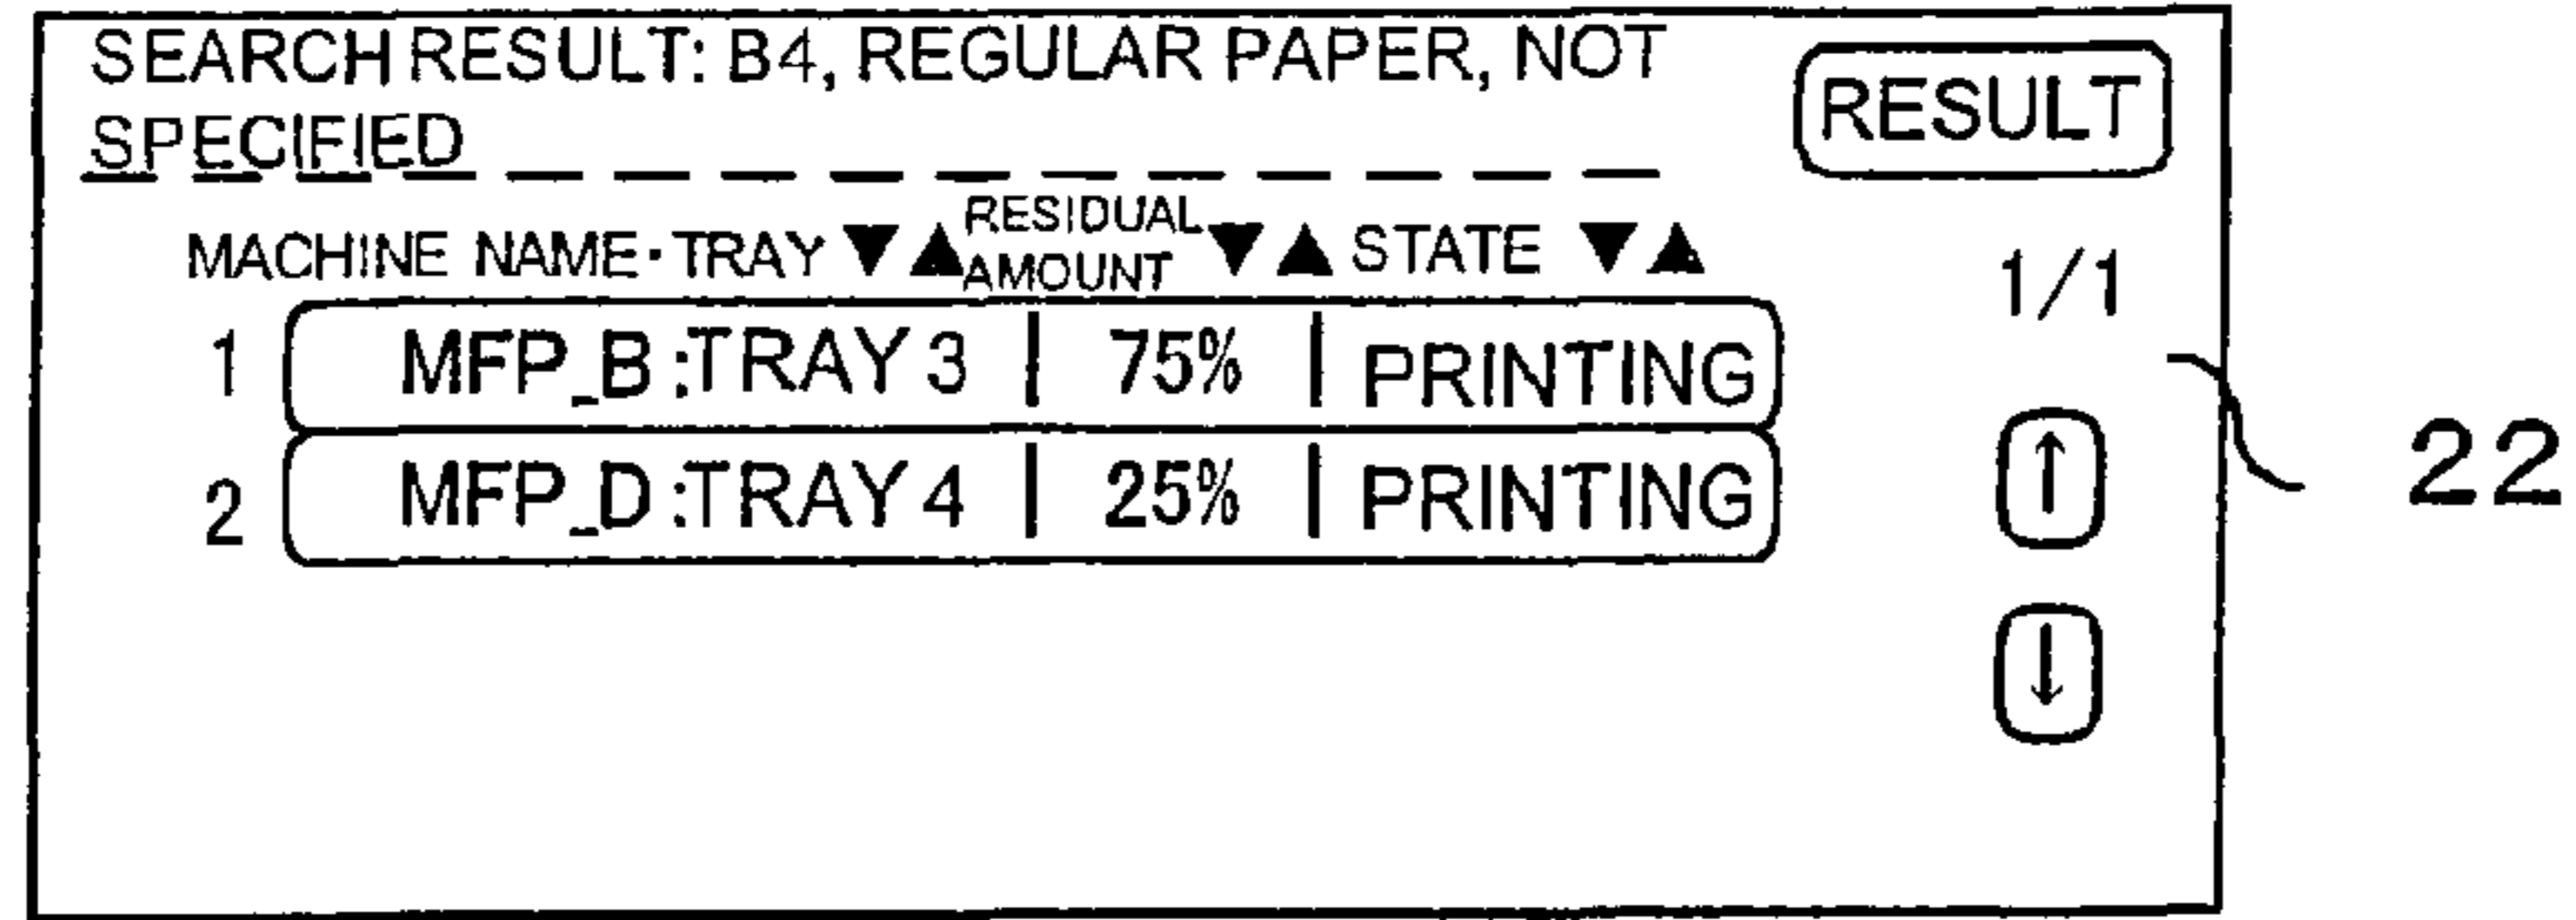 SEARCH RESULT: B4, REGULAR PAPER, NOT
SPECIFIED
RESULT
MACHINE NAME・TRAY ▼ ▲ RESIDUAL AMOUNT ▼ ▲ STATE ▼ ▲
1/1
1 MFP_B :TRAY 3 | 75% | PRINTING
2 MFP_D :TRAY 4 | 25% | PRINTING
↑
↓
22